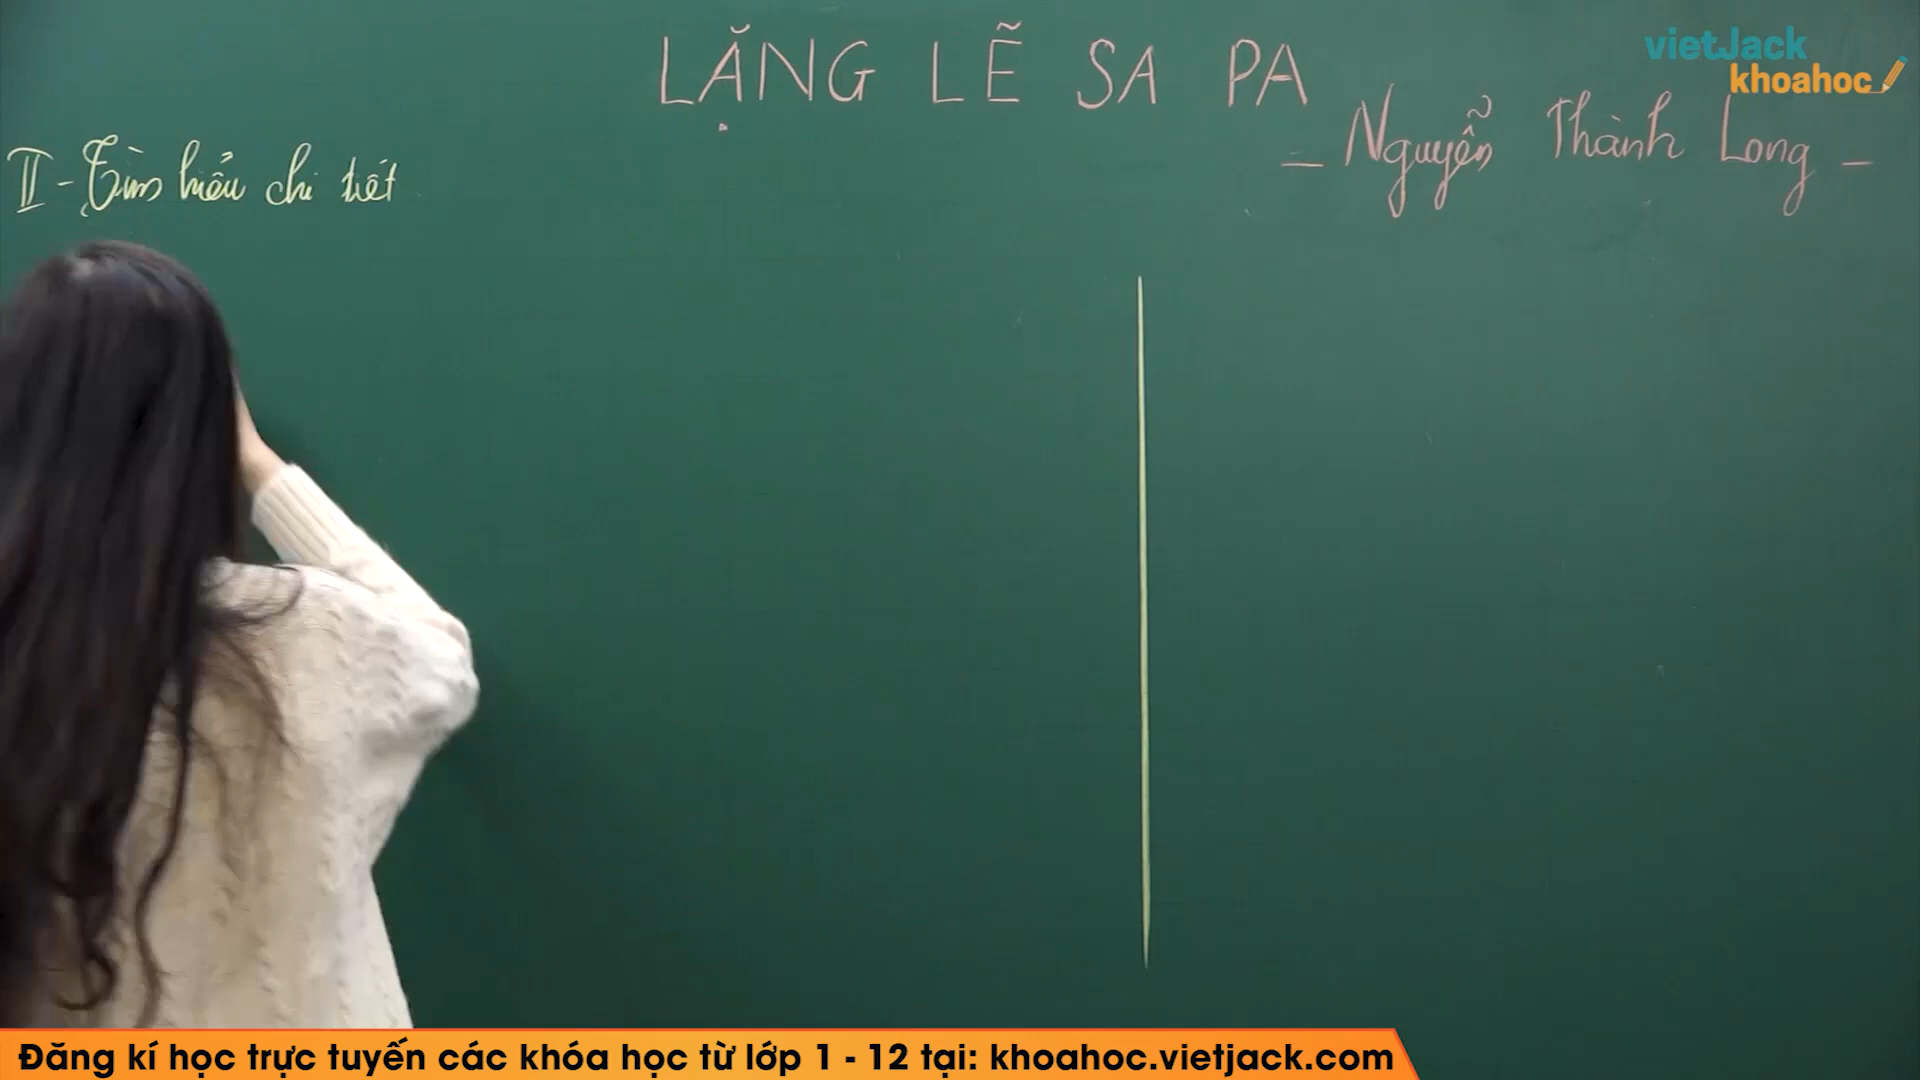 LẶNG LẼ SA PA
vietJack
khoahoc
- Nguyễn Thành Long -
II - Tìm hiểu chi tiết
Đăng kí học trực tuyến các khóa học từ lớp 1 - 12 tại: khoahoc.vietjack.com